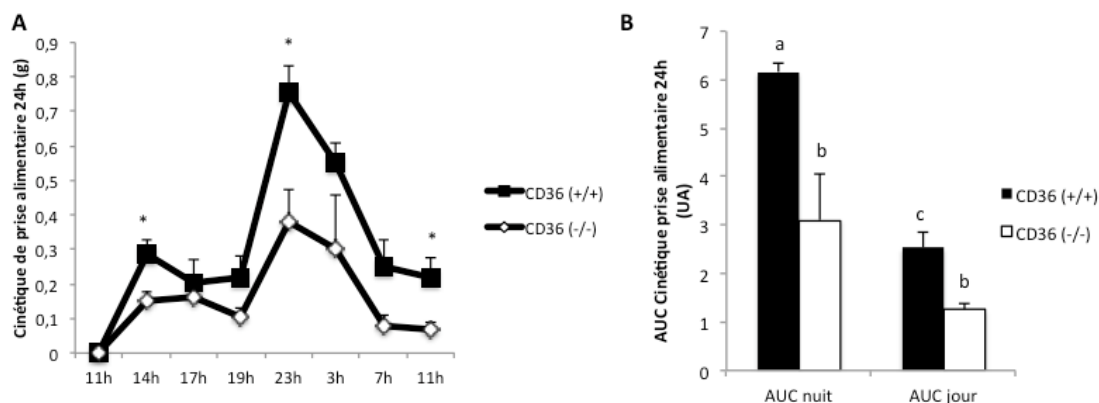 A
Cinétique de prise alimentaire 24h (g)
0,9
0,8
0,7
0,6
0,5
0,4
0,3
0,2
0,1
0
*
*
*
11h 14h 17h 19h 23h 3h 7h 11h
CD36 (+/+)
CD36 (-/-)
B
AUC Cinétique prise alimentaire 24h
(UA)
7
6
5
4
3
2
1
0
a
b
c
b
AUC nuit AUC jour
CD36 (+/+)
CD36 (-/-)